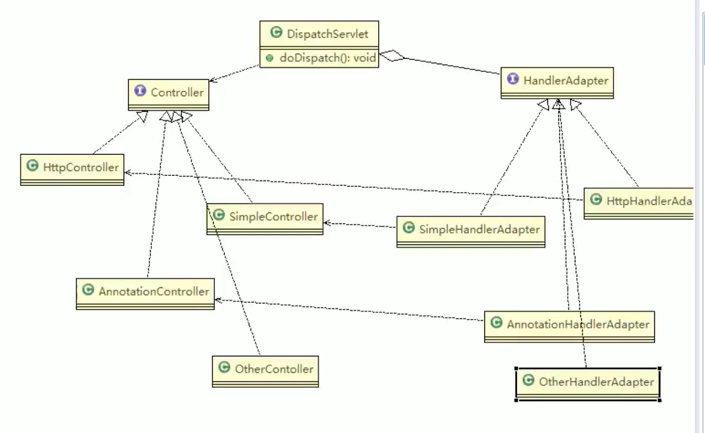 DispatchServlet
doDispatch(): void
HandlerAdapter
Controller
HttpController
HttpHandlerAda
SimpleController
SimpleHandlerAdapter
AnnotationController
AnnotationHandlerAdapter
OtherContoller
OtherHandlerAdapter